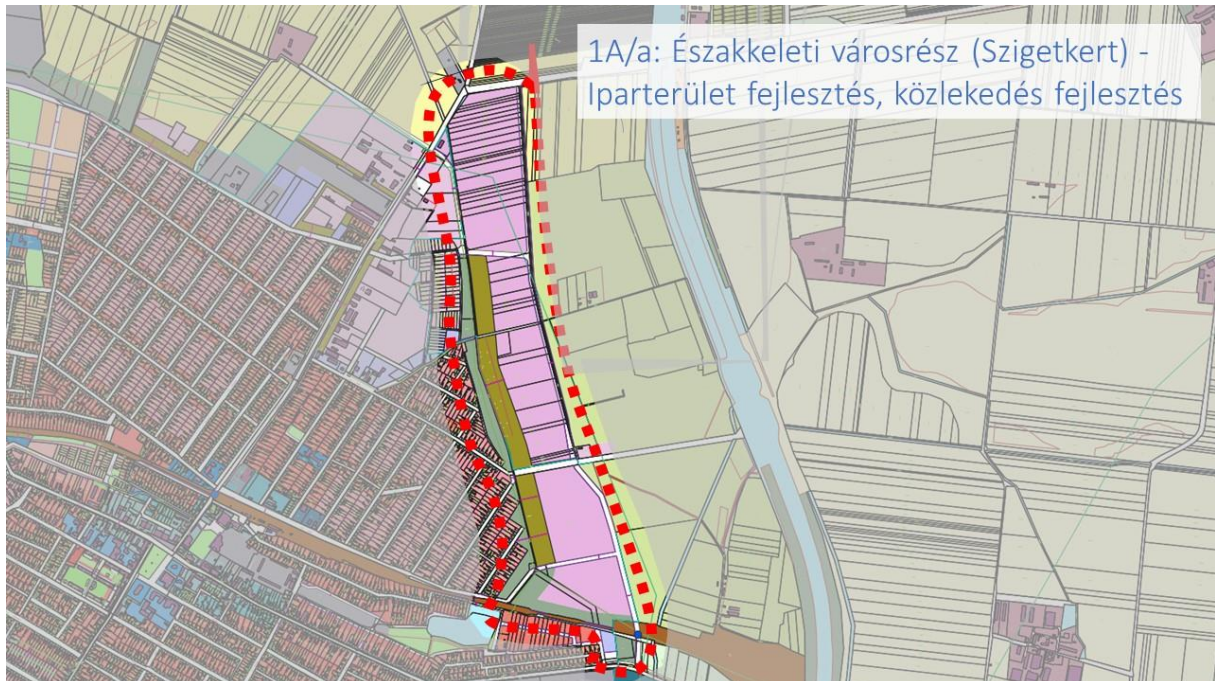 1A/a: Északkeleti városrész (Szigetkert) -
Iparterület fejlesztés, közlekedés fejlesztés